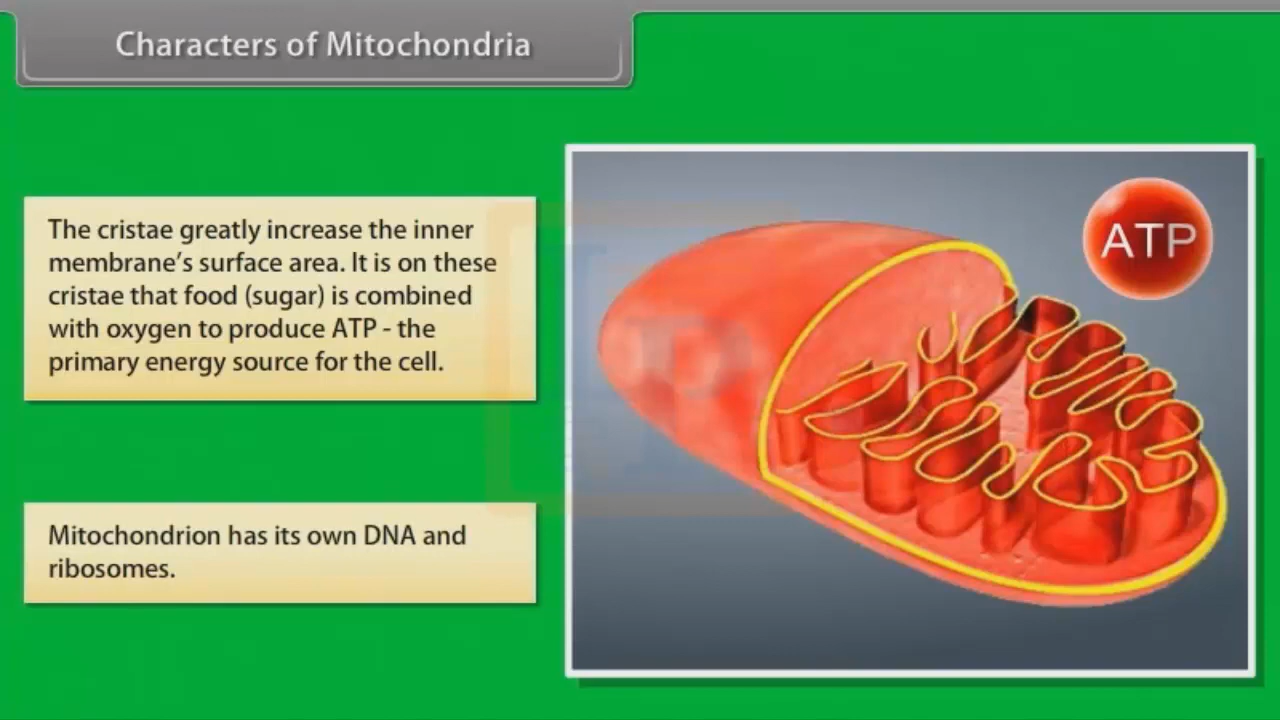 Characters of Mitochondria
The cristae greatly increase the inner
membrane's surface area. It is on these
cristae that food (sugar) is combined
with oxygen to produce ATP - the
primary energy source for the cell.
Mitochondrion has its own DNA and
ribosomes.
ATP